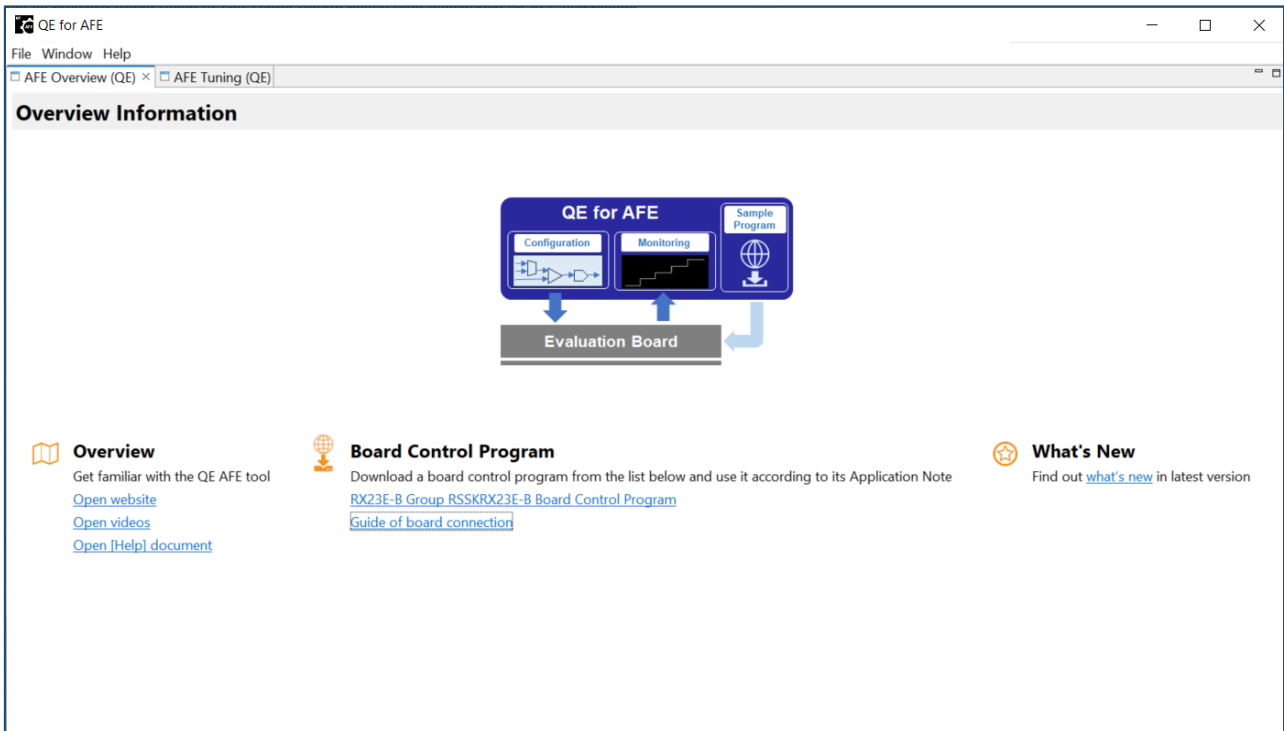 QE for AFE
File Window Help
AFE Overview (QE) AFE Tuning (QE)
Overview Information
QE for AFE
Configuration
Monitoring
Sample
Program
Evaluation Board
Overview
Get familiar with the QE AFE tool
Open website
Open videos
Open [Help] document
Board Control Program
Download a board control program from the list below and use it according to its Application Note
RX23E-B Group RSSKRX23E-B Board Control Program
Guide of board connection
What's New
Find out what's new in latest version